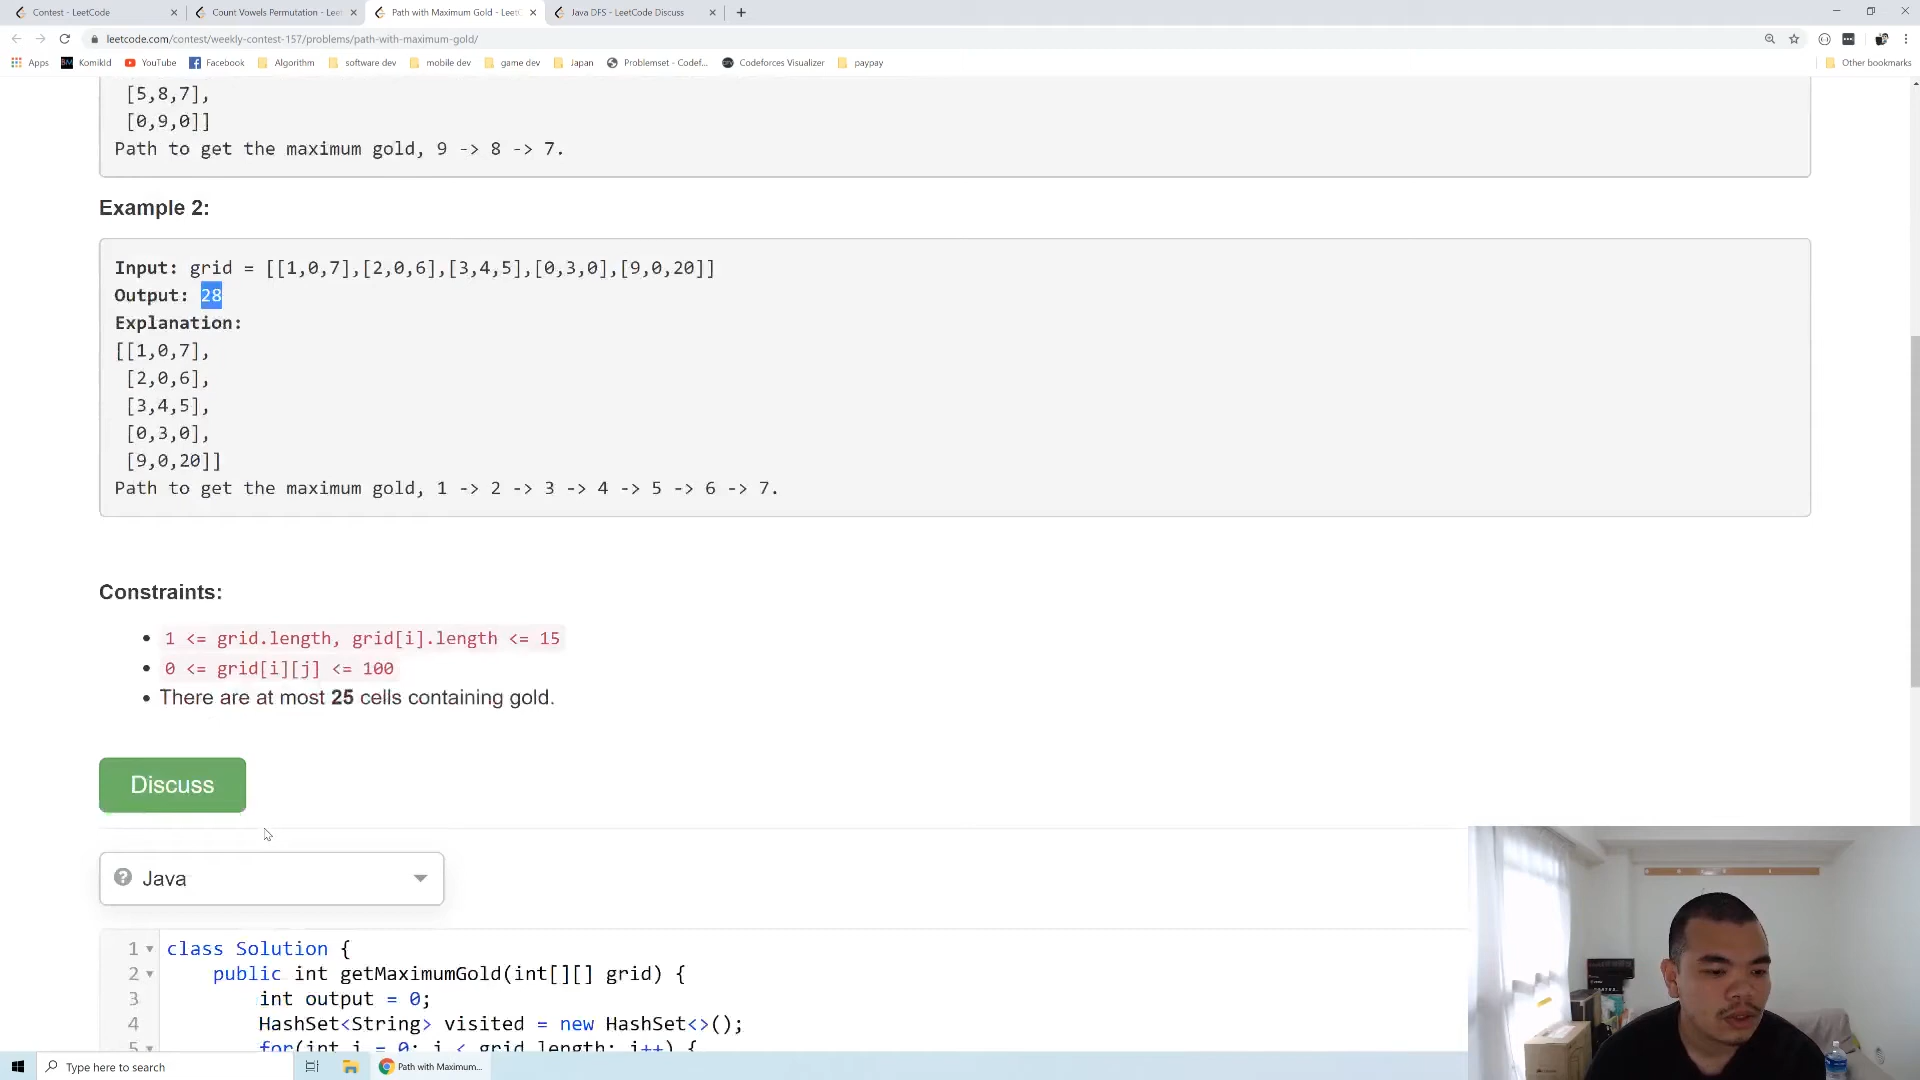 Contest - LeetCode
Count Vowels Permutation - Leet
Path with Maximum Gold - LeetC
Java DFS - LeetCode Discuss
leetcode.com/contest/weekly-contest-157/problems/path-with-maximum-gold/
Apps
Komikid
YouTube
Facebook
Algorithm
software dev
mobile dev
game dev
Japan
Problemset - Codef...
Codeforces Visualizer
paypay
Other bookmarks
[5,8,7],
[0,9,0]]
Path to get the maximum gold, 9 -> 8 -> 7.
Example 2:
Input: grid = [[1,0,7],[2,0,6],[3,4,5],[0,3,0],[9,0,20]]
Output: 28
Explanation:
[[1,0,7],
[2,0,6],
[3,4,5],
[0,3,0],
[9,0,20]]
Path to get the maximum gold, 1 -> 2 -> 3 -> 4 -> 5 -> 6 -> 7.
Constraints:
1 <= grid.length, grid[i].length <= 15
0 <= grid[i][j] <= 100
There are at most 25 cells containing gold.
Discuss
Java
1 class Solution {
2 public int getMaximumGold(int[][] grid) {
3 int output = 0;
4 HashSet<String> visited = new HashSet<>();
5 for(int i = 0; i < grid.length; i++) {
Type here to search
Path with Maximum...